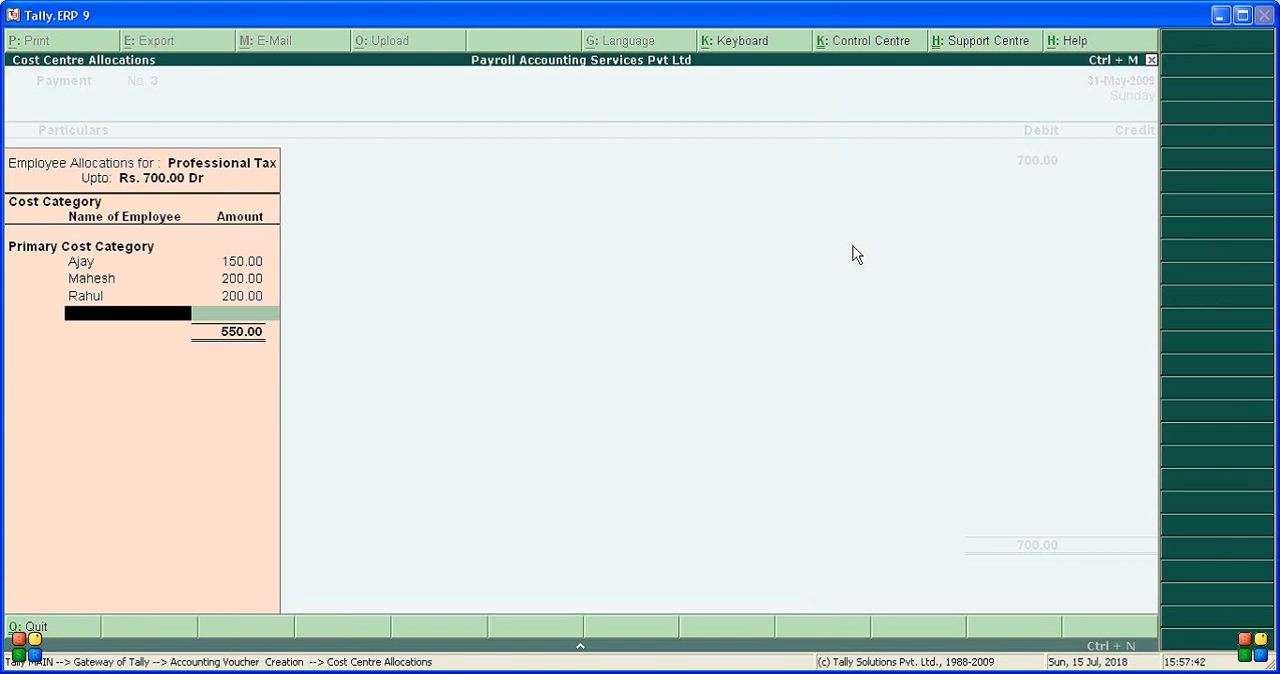 Tally.ERP 9
P: Print E: Export M: E-Mail O: Upload G: Language K: Keyboard K: Control Centre H: Support Centre H: Help
Cost Centre Allocations Payroll Accounting Services Pvt Ltd Ctrl + M
Payment No 3 31-May-2009
Sunday
Particulars Debit Credit
Employee Allocations for : Professional Tax 700.00
Upto: Rs. 700.00 Dr
Cost Category
Name of Employee Amount
Primary Cost Category
Ajay 150.00
Mahesh 200.00
Rahul 200.00
550.00
700.00
Q: Quit
Ctrl + N
Tally MAIN --> Gateway of Tally --> Accounting Voucher Creation --> Cost Centre Allocations (c) Tally Solutions Pvt. Ltd., 1988-2009 Sun, 15 Jul, 2018 15:57:42